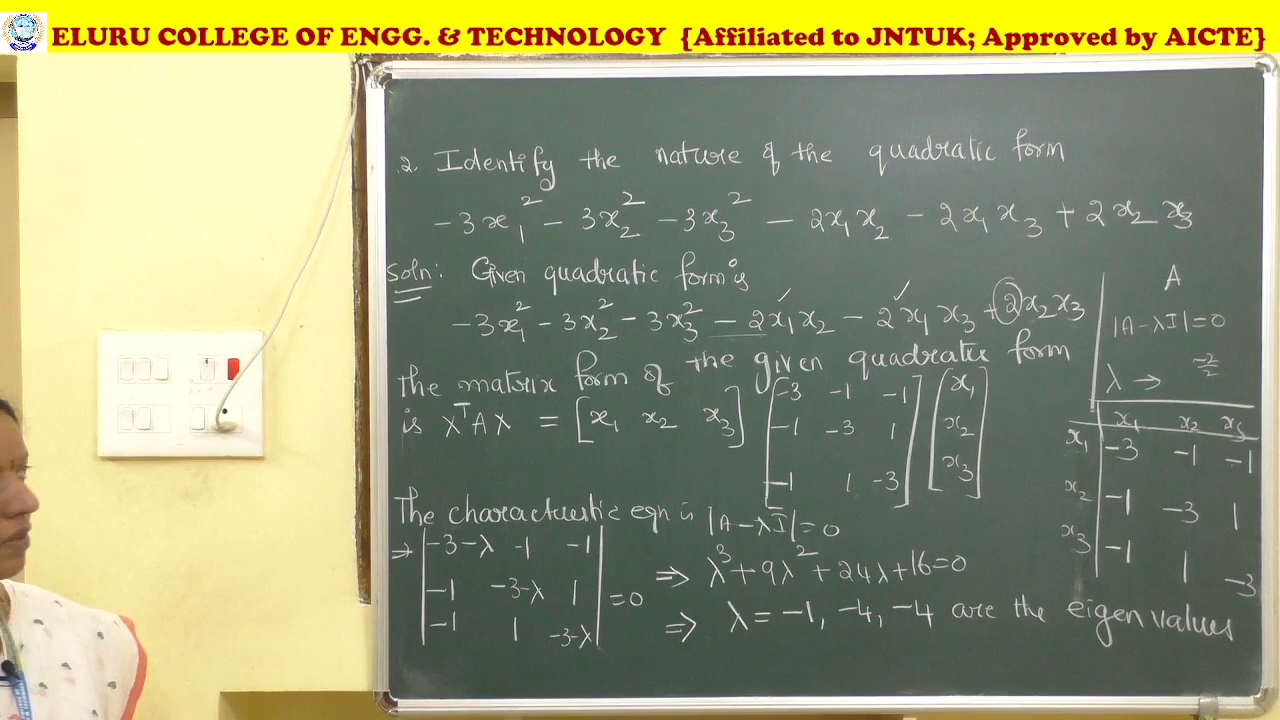 ELURU COLLEGE OF ENGG. & TECHNOLOGY {Affiliated to JNTUK; Approved by AICTE}
2. Identify the nature of the quadratic form
-3x₁² - 3x₂² - 3x₃² - 2x₁x₂ - 2x₁x₃ + 2x₂x₃
Soln: Given quadratic form is
-3x₁² - 3x₂² - 3x₃² - 2x₁x₂ - 2x₁x₃ + 2x₂x₃
The matrix form of the given quadratic form
is XᵀAX = [x₁ x₂ x₃] [-3 -1 -1] [x₁]
-1 -3 1 x₂
-1 1 -3 x₃
The characteristic eqn is |A-λI|=0
⇒ |-3-λ -1 -1|
-1 -3-λ 1 =0
-1 1 -3-λ
⇒ λ³+9λ²+24λ+16=0
⇒ λ = -1, -4, -4 are the eigen values
A
|A-λI|=0
λ → -2/2
x₁ x₂ x₃
x₁ -3 -1 -1
x₂ -1 -3 1
x₃ -1 1 -3